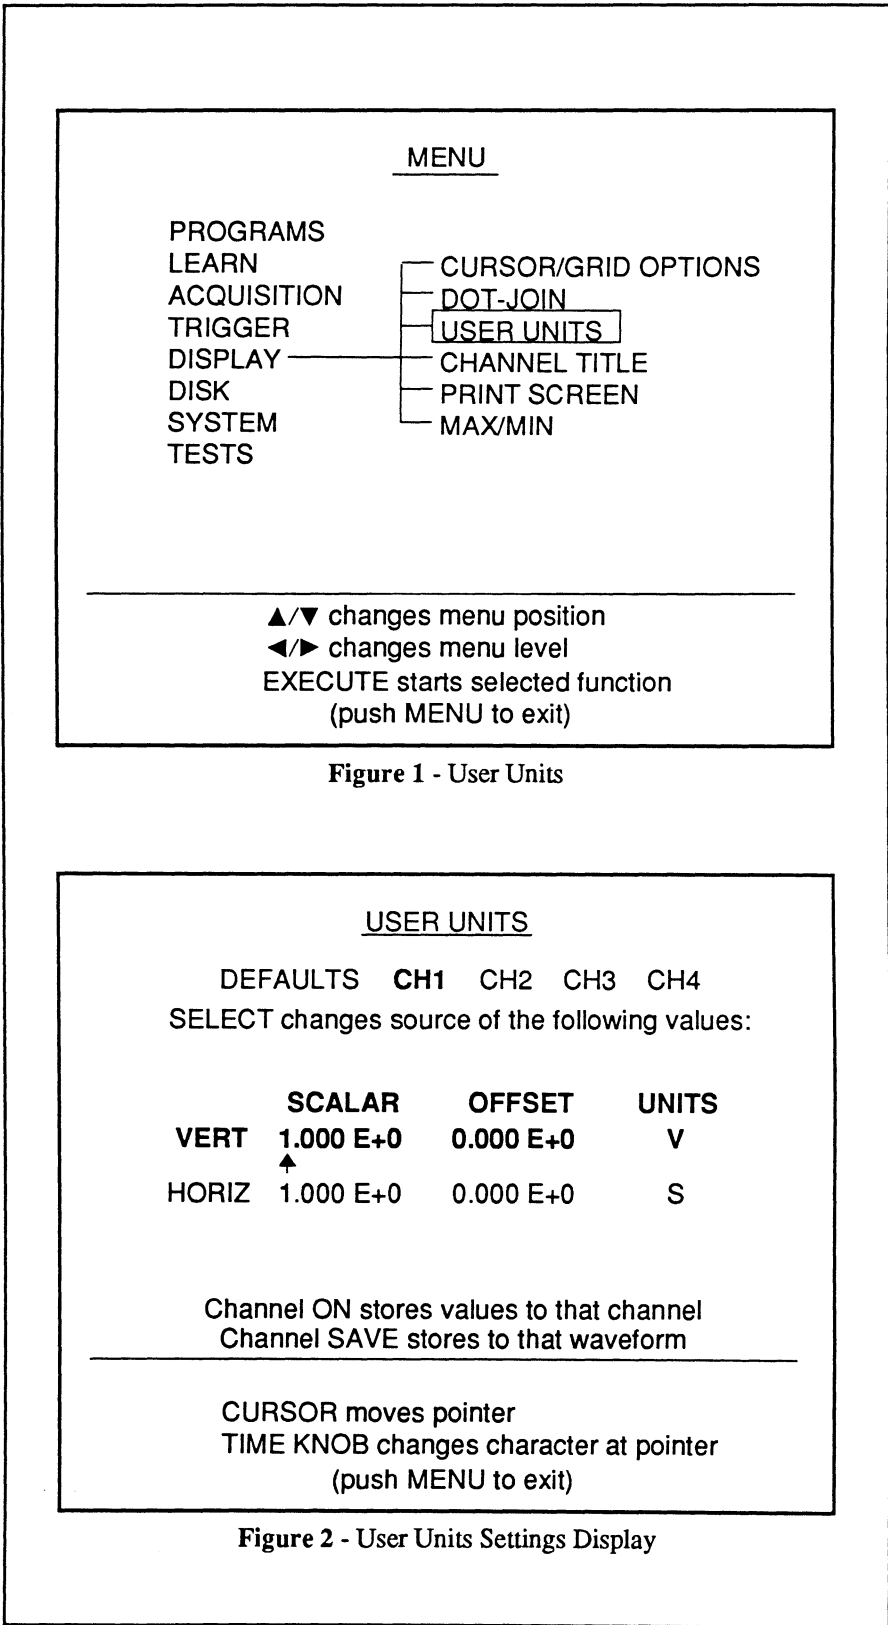 MENU
PROGRAMS
LEARN
CURSOR/GRID OPTIONS
ACQUISITION
DOT-JOIN
TRIGGER
USER UNITS
DISPLAY
CHANNEL TITLE
DISK
PRINT SCREEN
SYSTEM
MAX/MIN
TESTS
▲/▼ changes menu position
◄/► changes menu level
EXECUTE starts selected function
(push MENU to exit)
Figure 1 - User Units
USER UNITS
DEFAULTS CH1 CH2 CH3 CH4
SELECT changes source of the following values:
SCALAR OFFSET UNITS
VERT 1.000 E+0 0.000 E+0 V
HORIZ 1.000 E+0 0.000 E+0 S
Channel ON stores values to that channel
Channel SAVE stores to that waveform
CURSOR moves pointer
TIME KNOB changes character at pointer
(push MENU to exit)
Figure 2 - User Units Settings Display